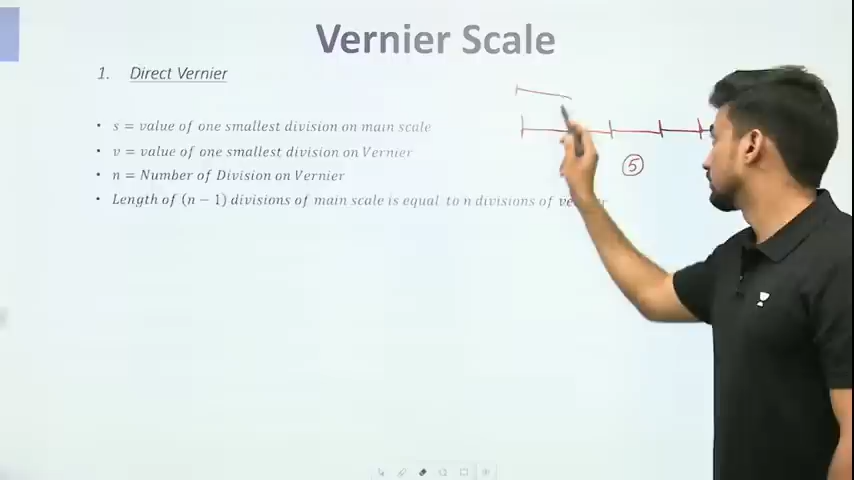 Vernier Scale
1. Direct Vernier
• s = value of one smallest division on main scale
• v = value of one smallest division on Vernier
• n = Number of Division on Vernier
• Length of (n − 1) divisions of main scale is equal to n divisions of
5